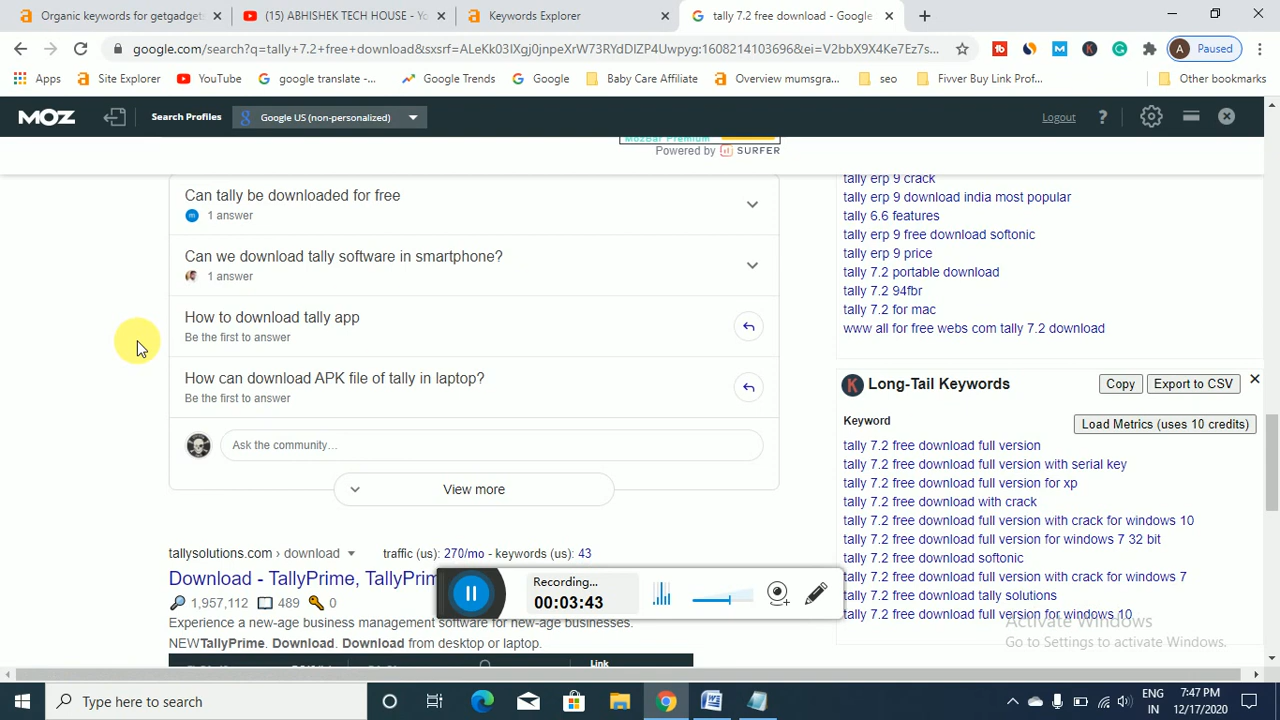 Organic keywords for getgadgets
(15) ABHISHEK TECH HOUSE - Yo
Keywords Explorer
tally 7.2 free download - Google
google.com/search?q=tally+7.2+free+download&sxsrf=ALeKk03IXgj0jnpeXrW73RYdDlZP4Uwpyg:1608214103696&ei=V2bbX9X4Ke7Ez7s...
A Paused
Apps
Site Explorer
YouTube
google translate -...
Google Trends
Google
Baby Care Affiliate
Overview mumsgra...
seo
Fivver Buy Link Prof...
Other bookmarks
MOZ
Search Profiles
Google US (non-personalized)
Logout
?
MozBar Premium
Powered by SURFER
Can tally be downloaded for free
1 answer
Can we download tally software in smartphone?
1 answer
How to download tally app
Be the first to answer
How can download APK file of tally in laptop?
Be the first to answer
Ask the community…
View more
tallysolutions.com › download
traffic (us): 270/mo - keywords (us): 43
Download - TallyPrime, TallyPrim
1,957,112 489 0
Experience a new-age business management software for new-age businesses.
NEWTallyPrime. Download. Download from desktop or laptop.
Link
tally erp 9 crack
tally erp 9 download india most popular
tally 6.6 features
tally erp 9 free download softonic
tally erp 9 price
tally 7.2 portable download
tally 7.2 94fbr
tally 7.2 for mac
www all for free webs com tally 7.2 download
K Long-Tail Keywords
Copy
Export to CSV
Keyword
Load Metrics (uses 10 credits)
tally 7.2 free download full version
tally 7.2 free download full version with serial key
tally 7.2 free download full version for xp
tally 7.2 free download with crack
tally 7.2 free download full version with crack for windows 10
tally 7.2 free download full version for windows 7 32 bit
tally 7.2 free download softonic
tally 7.2 free download full version with crack for windows 7
tally 7.2 free download tally solutions
tally 7.2 free download full version for windows 10
Activate Windows
Go to Settings to activate Windows.
Recording...
00:03:43
Type here to search
ENG
IN
7:47 PM
12/17/2020